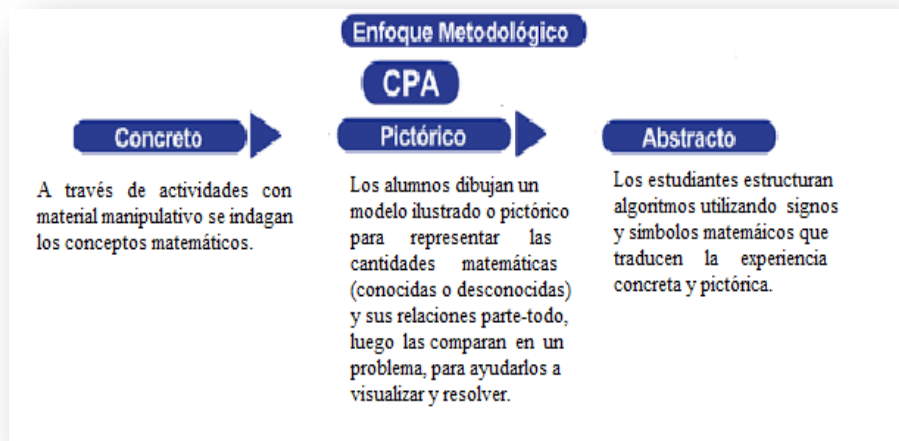 Enfoque Metodológico
CPA
Concreto
A través de actividades con
material manipulativo se indagan
los conceptos matemáticos.
Pictórico
Los alumnos dibujan un
modelo ilustrado o pictórico
para representar las
cantidades matemáticas
(conocidas o desconocidas)
y sus relaciones parte-todo,
luego las comparan en un
problema, para ayudarlos a
visualizar y resolver.
Abstracto
Los estudiantes estructuran
algoritmos utilizando signos
y simbolos matemáicos que
traducen la experiencia
concreta y pictórica.